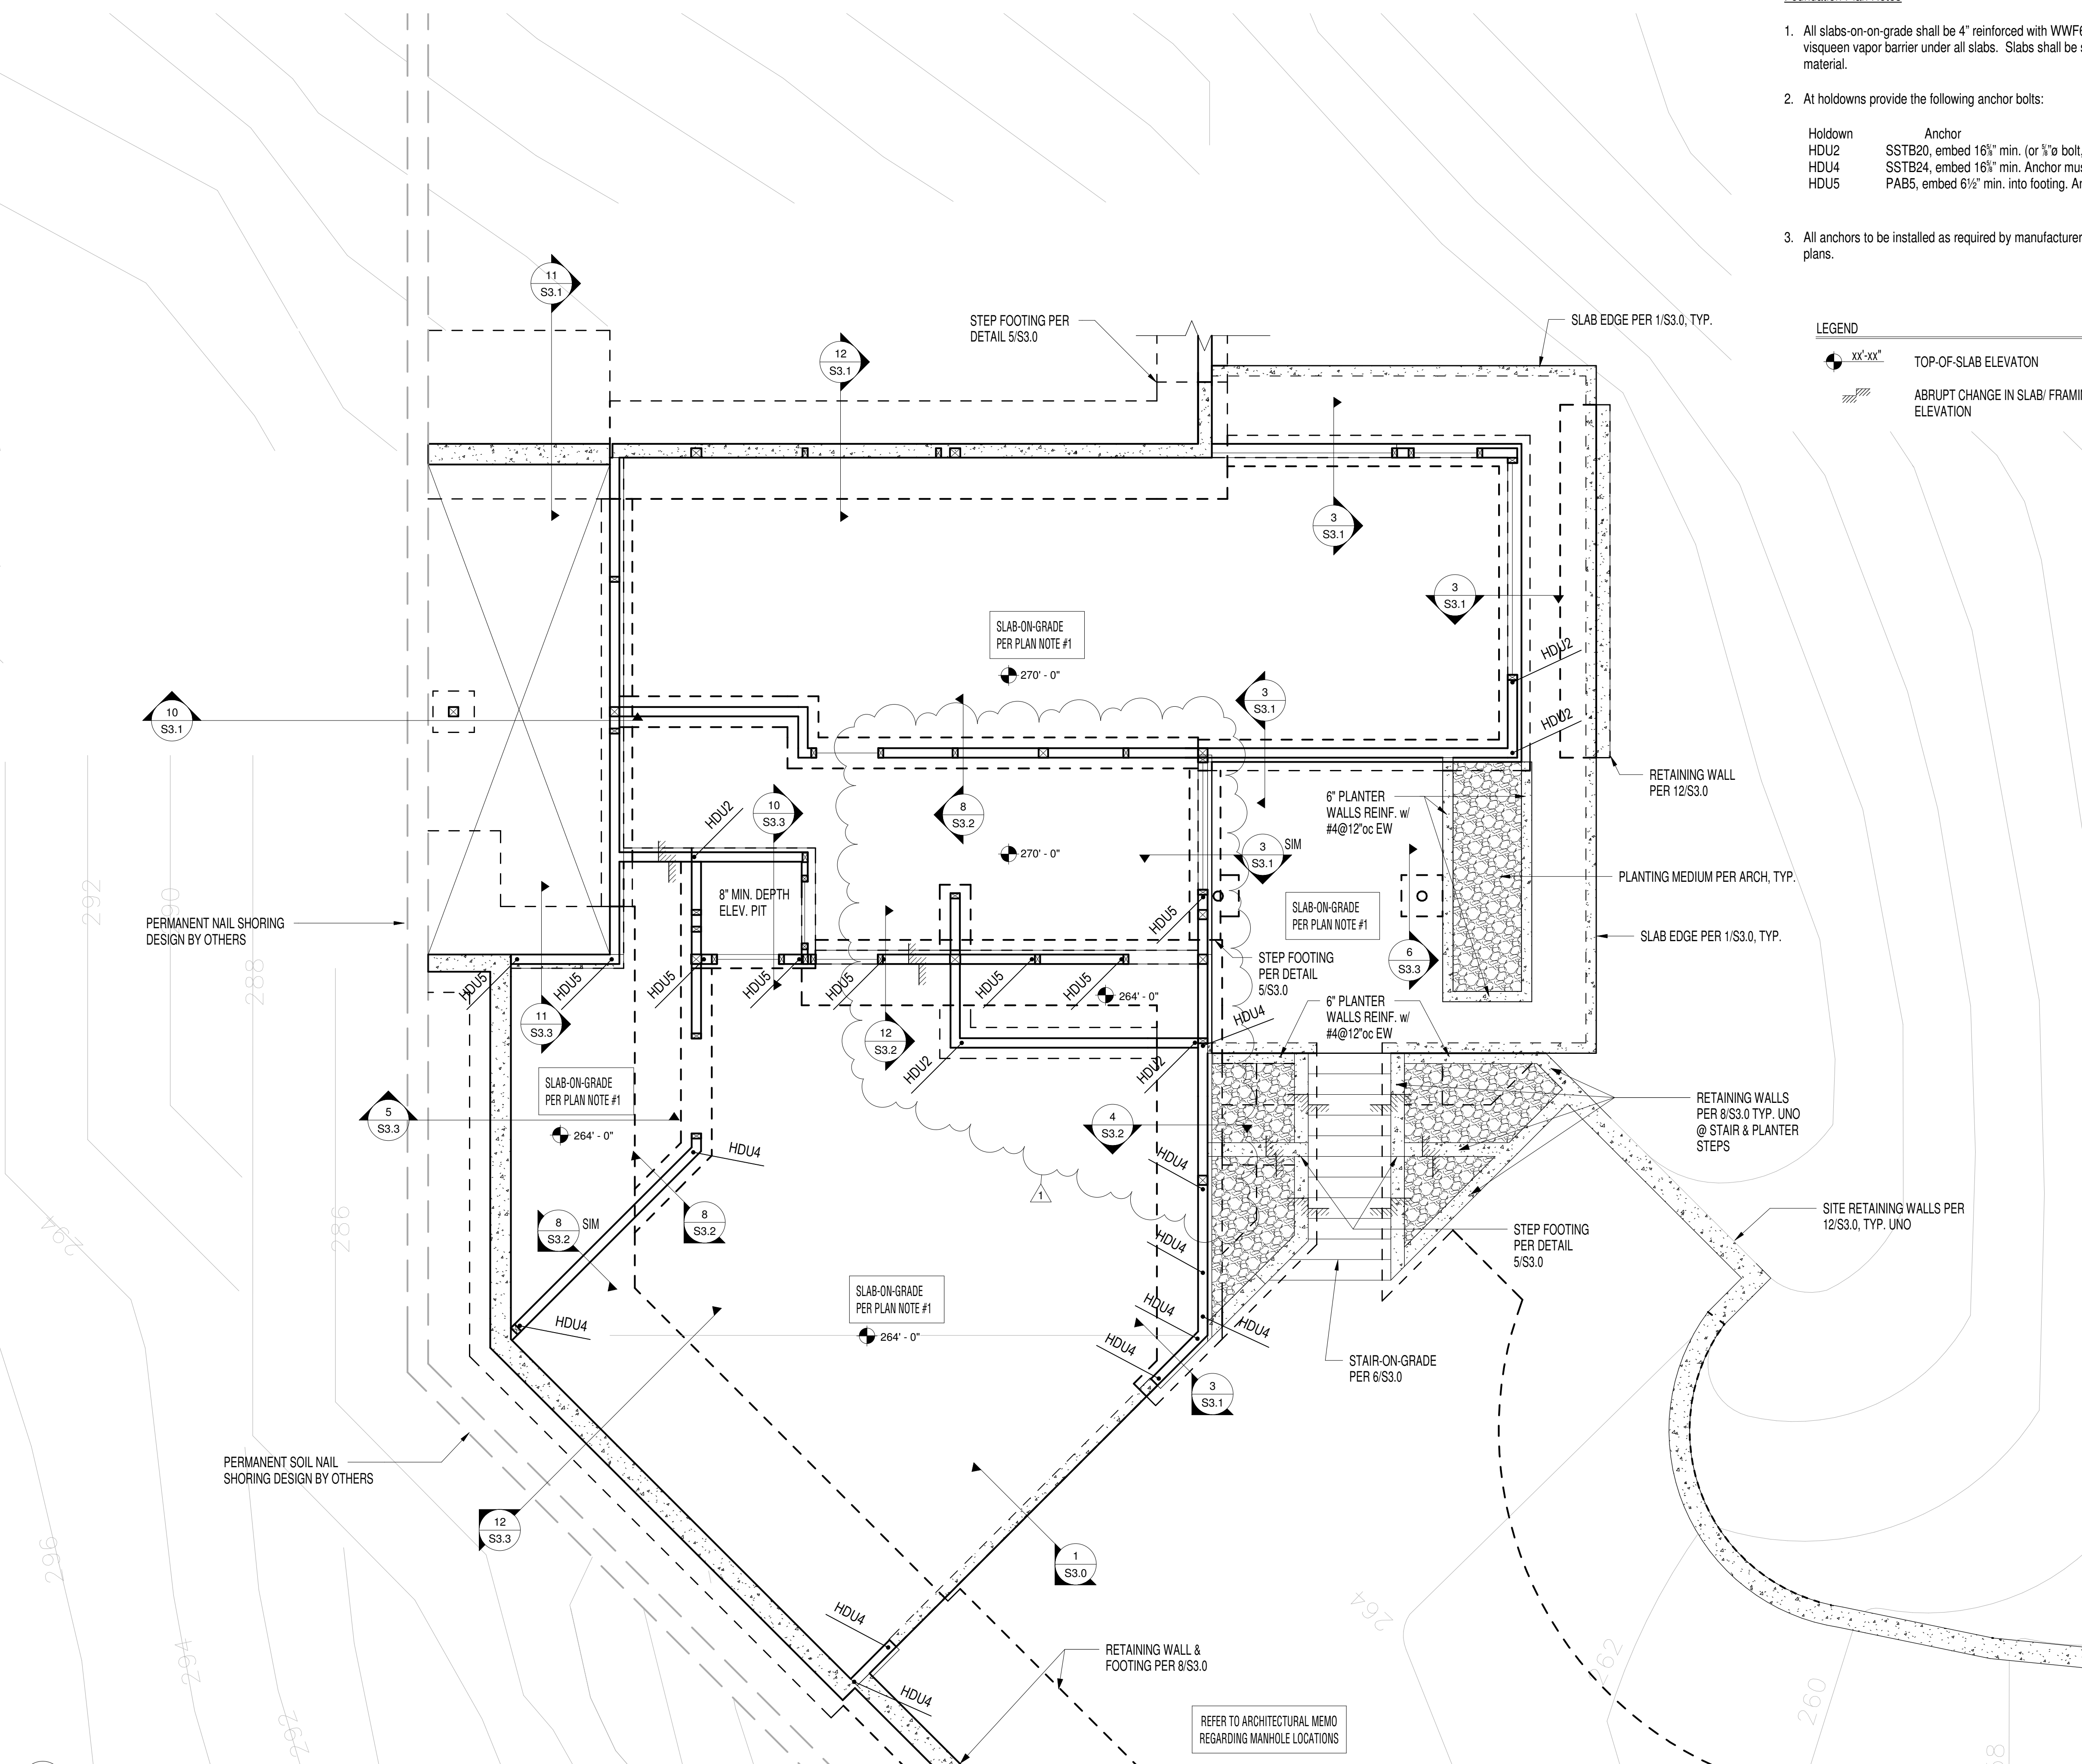 1. All slabs-on-on-grade shall be 4” reinforced with WWF6
visqueen vapor barrier under all slabs. Slabs shall be
material.
2. At holdowns provide the following anchor bolts:
Holdown Anchor
HDU2 SSTB20, embed 16⅝” min. (or ⅝”ø bolt,
HDU4 SSTB24, embed 16⅝” min. Anchor
HDU5 PAB5, embed 6½” min. into footing.
3. All anchors to be installed as required by manufacturer
plans.
LEGEND
xx'-xx"
TOP-OF-SLAB ELEVATON
ABRUPT CHANGE IN SLAB/
ELEVATION
11
S3.1
12
S3.1
STEP FOOTING PER
DETAIL 5/S3.0
SLAB EDGE PER 1/S3.0, TYP.
3
S3.1
3
S3.1
SLAB-ON-GRADE
PER PLAN NOTE #1
270' - 0"
HDU2
HDU2
10
S3.1
3
S3.1
RETAINING WALL
PER 12/S3.0
6" PLANTER
WALLS REINF. w/
#4@12"oc EW
HDU2
10
S3.3
8
S3.2
270' - 0"
3
S3.1
SIM
PLANTING MEDIUM PER ARCH, TYP.
8" MIN. DEPTH
ELEV. PIT
292
290
288
286
PERMANENT NAIL SHORING
DESIGN BY OTHERS
SLAB-ON-GRADE
PER PLAN NOTE #1
HDU5
SLAB EDGE PER 1/S3.0, TYP.
6
S3.3
STEP FOOTING
PER DETAIL
5/S3.0
HDU5
HDU5
HDU5
HDU5
HDU5
HDU5
HDU5
264' - 0"
11
S3.3
12
S3.2
6" PLANTER
WALLS REINF. w/
#4@12"oc EW
HDU4
HDU2
HDU2
SLAB-ON-GRADE
PER PLAN NOTE #1
264' - 0"
5
S3.3
4
S3.2
RETAINING WALLS
PER 8/S3.0 TYP. UNO
@ STAIR & PLANTER
STEPS
HDU4
HDU4
1
8
S3.2
SIM
8
S3.2
SITE RETAINING WALLS PER
12/S3.0, TYP. UNO
STEP FOOTING
PER DETAIL
5/S3.0
HDU4
SLAB-ON-GRADE
PER PLAN NOTE #1
264' - 0"
HDU4
HDU4
HDU4
HDU4
STAIR-ON-GRADE
PER 6/S3.0
3
S3.1
PERMANENT SOIL NAIL
SHORING DESIGN BY OTHERS
12
S3.3
1
S3.0
296
294
292
264
262
260
HDU4
HDU4
RETAINING WALL &
FOOTING PER 8/S3.0
REFER TO ARCHITECTURAL MEMO
REGARDING MANHOLE LOCATIONS